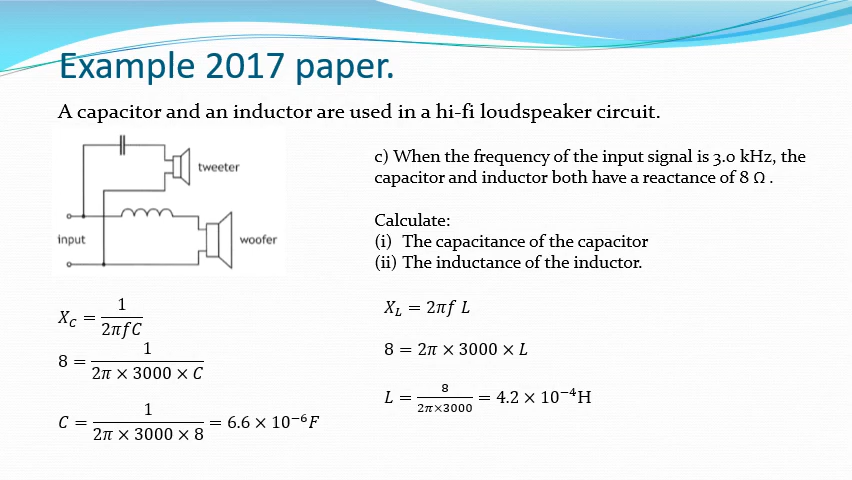 Example 2017 paper.
A capacitor and an inductor are used in a hi-fi loudspeaker circuit.
tweeter
input
woofer
c) When the frequency of the input signal is 3.0 kHz, the
capacitor and inductor both have a reactance of 8 Ω .
Calculate:
(i) The capacitance of the capacitor
(ii) The inductance of the inductor.
X_C = 1 / 2πfC
8 = 1 / 2π × 3000 × C
C = 1 / 2π × 3000 × 8 = 6.6 × 10⁻⁶F
X_L = 2πf L
8 = 2π × 3000 × L
L = 8 / 2π×3000 = 4.2 × 10⁻⁴H